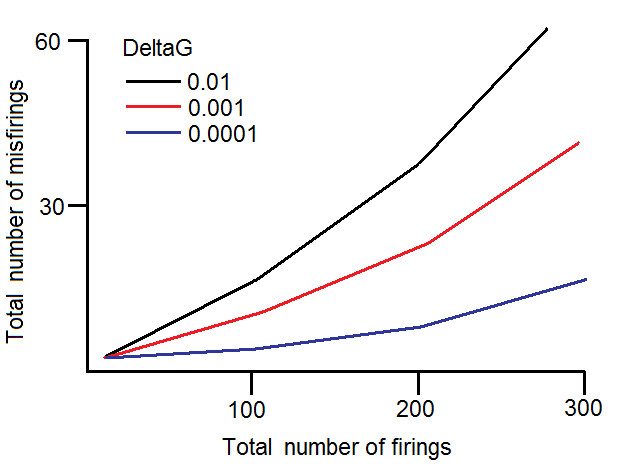 60
DeltaG
0.01
0.001
0.0001
30
Total number of misfirings
100
200
300
Total number of firings